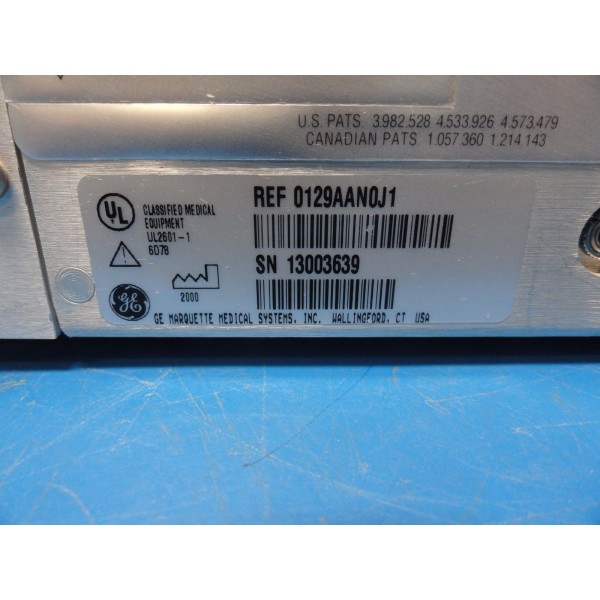 U.S. PATS. 3.982.528 4.533.926 4.573.479
CANADIAN PATS. 1.057.360 1.214.143
UL
CLASSIFIED MEDICAL
EQUIPMENT
UL2601-1
6D78
2000
GE
REF 0129AAN0J1
SN 13003639
GE MARQUETTE MEDICAL SYSTEMS, INC. WALLINGFORD, CT USA